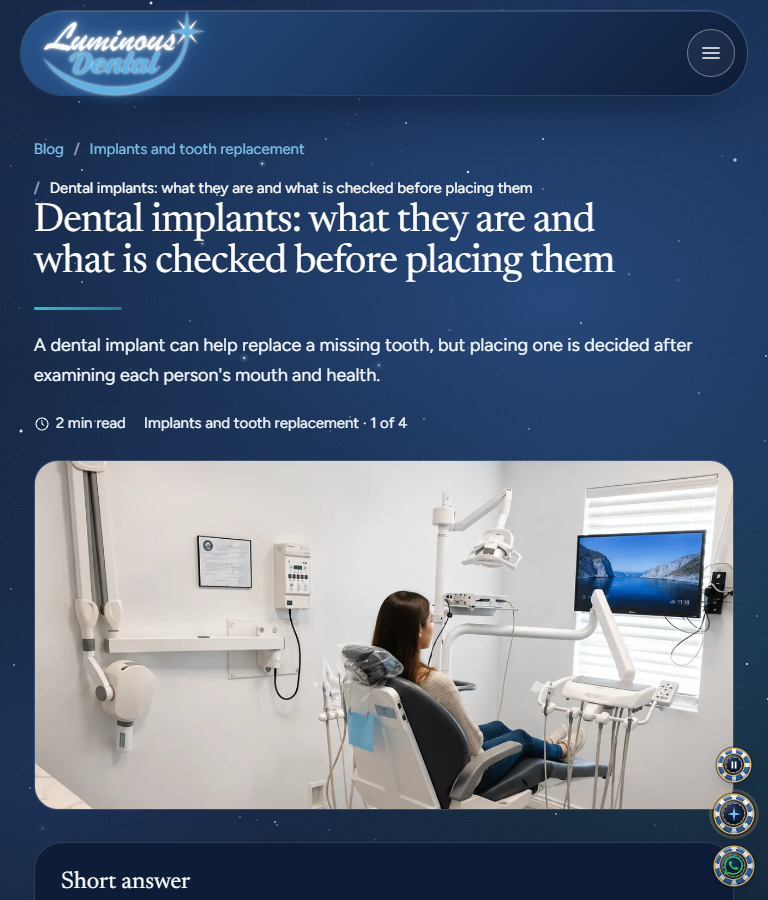 Luminous
Dental
Blog / Implants and tooth replacement
/ Dental implants: what they are and what is checked before placing them
Dental implants: what they are and
what is checked before placing them
A dental implant can help replace a missing tooth, but placing one is decided after
examining each person's mouth and health.
2 min read Implants and tooth replacement · 1 of 4
Short answer